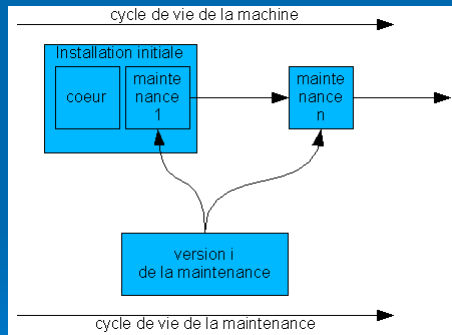 cycle de vie de la machine
Installation initiale
coeur
mainte
nance
1
mainte
nance
n
version i
de la maintenance
cycle de vie de la maintenance